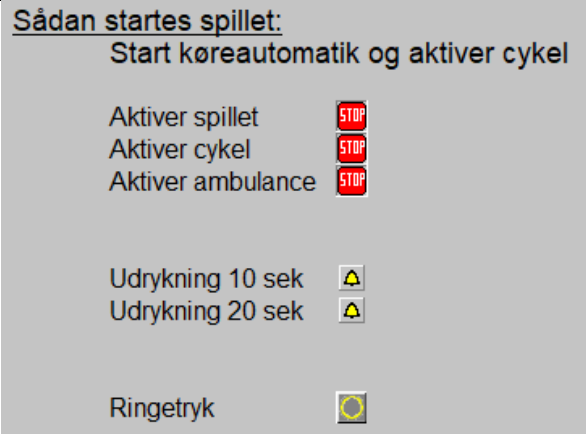 Sådan startes spillet:
Start køreautomatik og aktiver cykel
Aktiver spillet STOP
Aktiver cykel STOP
Aktiver ambulance STOP
Udrykning 10 sek
Udrykning 20 sek
Ringetryk